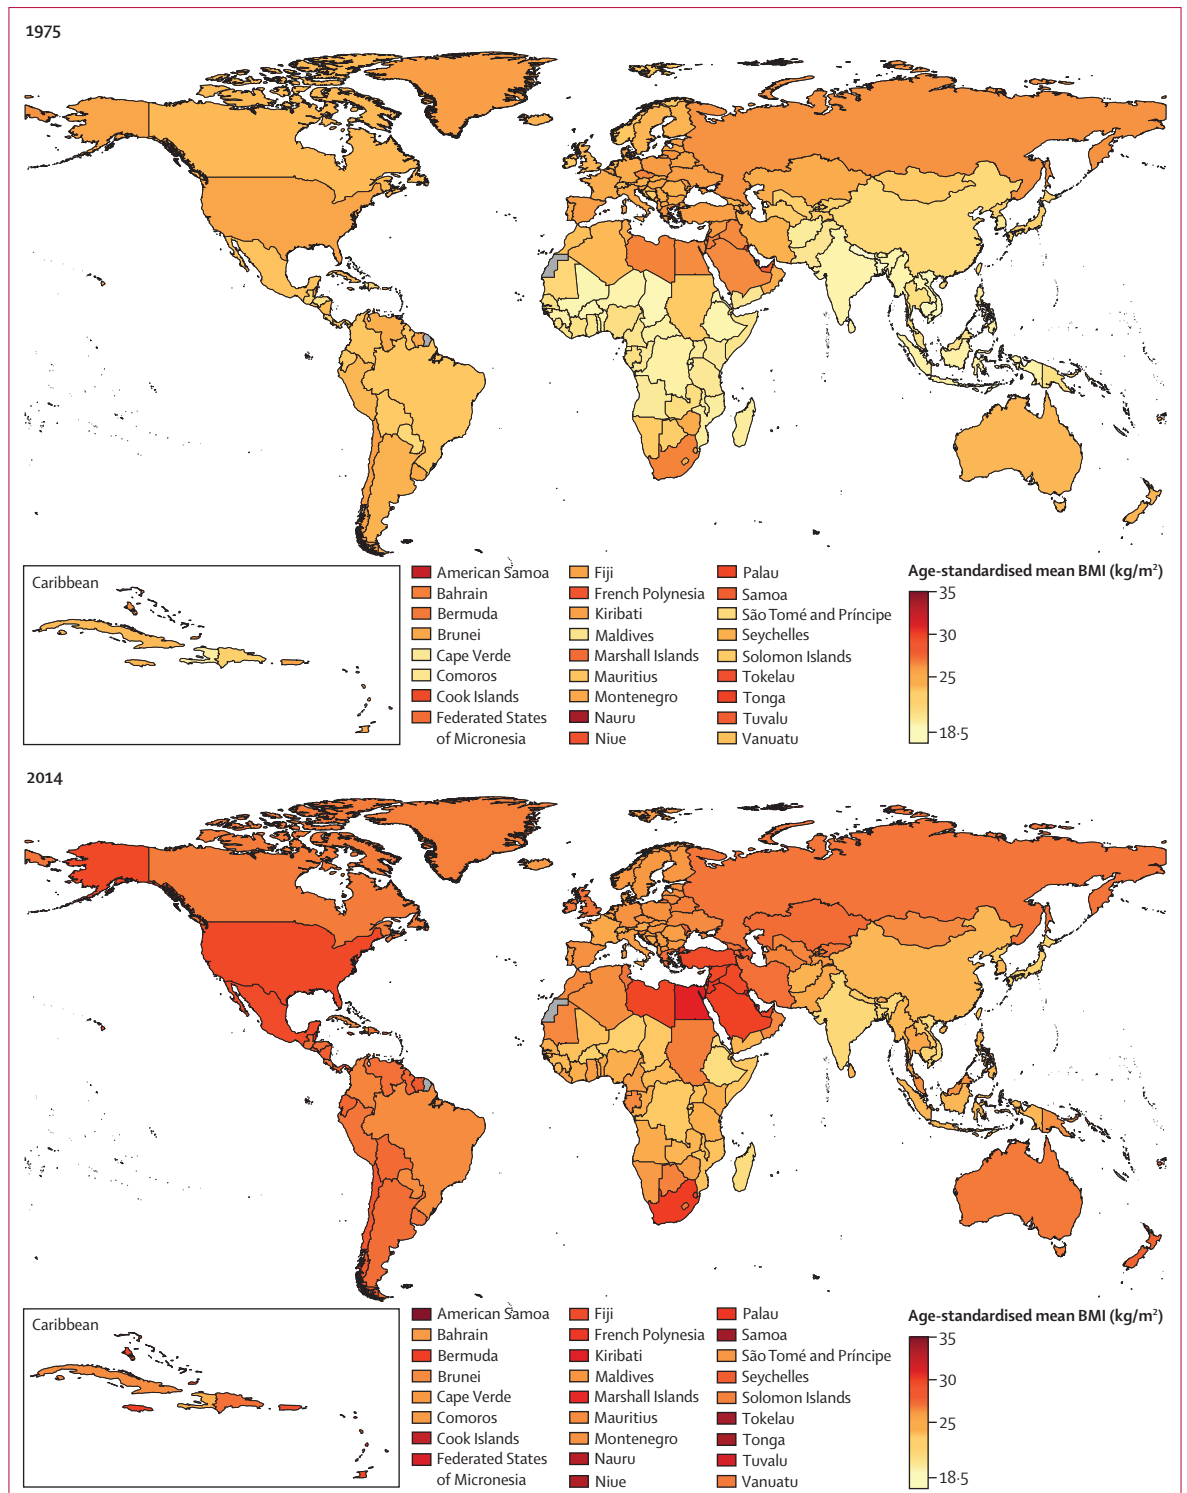 1975
Caribbean
American Samoa
Bahrain
Bermuda
Brunei
Cape Verde
Comoros
Cook Islands
Federated States
of Micronesia
Fiji
French Polynesia
Kiribati
Maldives
Marshall Islands
Mauritius
Montenegro
Nauru
Niue
Palau
Samoa
São Tomé and Príncipe
Seychelles
Solomon Islands
Tokelau
Tonga
Tuvalu
Vanuatu
Age-standardised mean BMI (kg/m²)
35
30
25
18·5
2014
Caribbean
American Samoa
Bahrain
Bermuda
Brunei
Cape Verde
Comoros
Cook Islands
Federated States
of Micronesia
Fiji
French Polynesia
Kiribati
Maldives
Marshall Islands
Mauritius
Montenegro
Nauru
Niue
Palau
Samoa
São Tomé and Príncipe
Seychelles
Solomon Islands
Tokelau
Tonga
Tuvalu
Vanuatu
Age-standardised mean BMI (kg/m²)
35
30
25
18·5